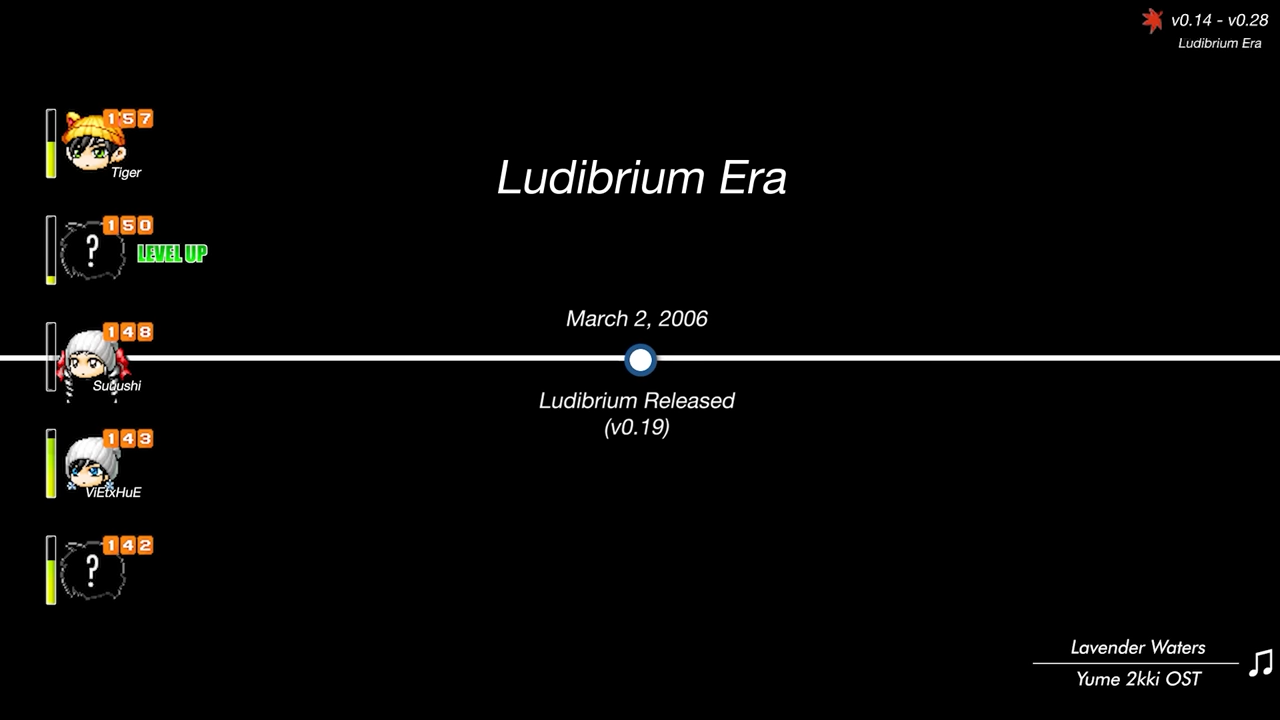 v0.14 - v0.28
Ludibrium Era
157
Tiger
Ludibrium Era
150
?
LEVEL UP
March 2, 2006
148
Suuushi
Ludibrium Released
(v0.19)
143
ViEtxHuE
142
?
Lavender Waters
Yume 2kki OST